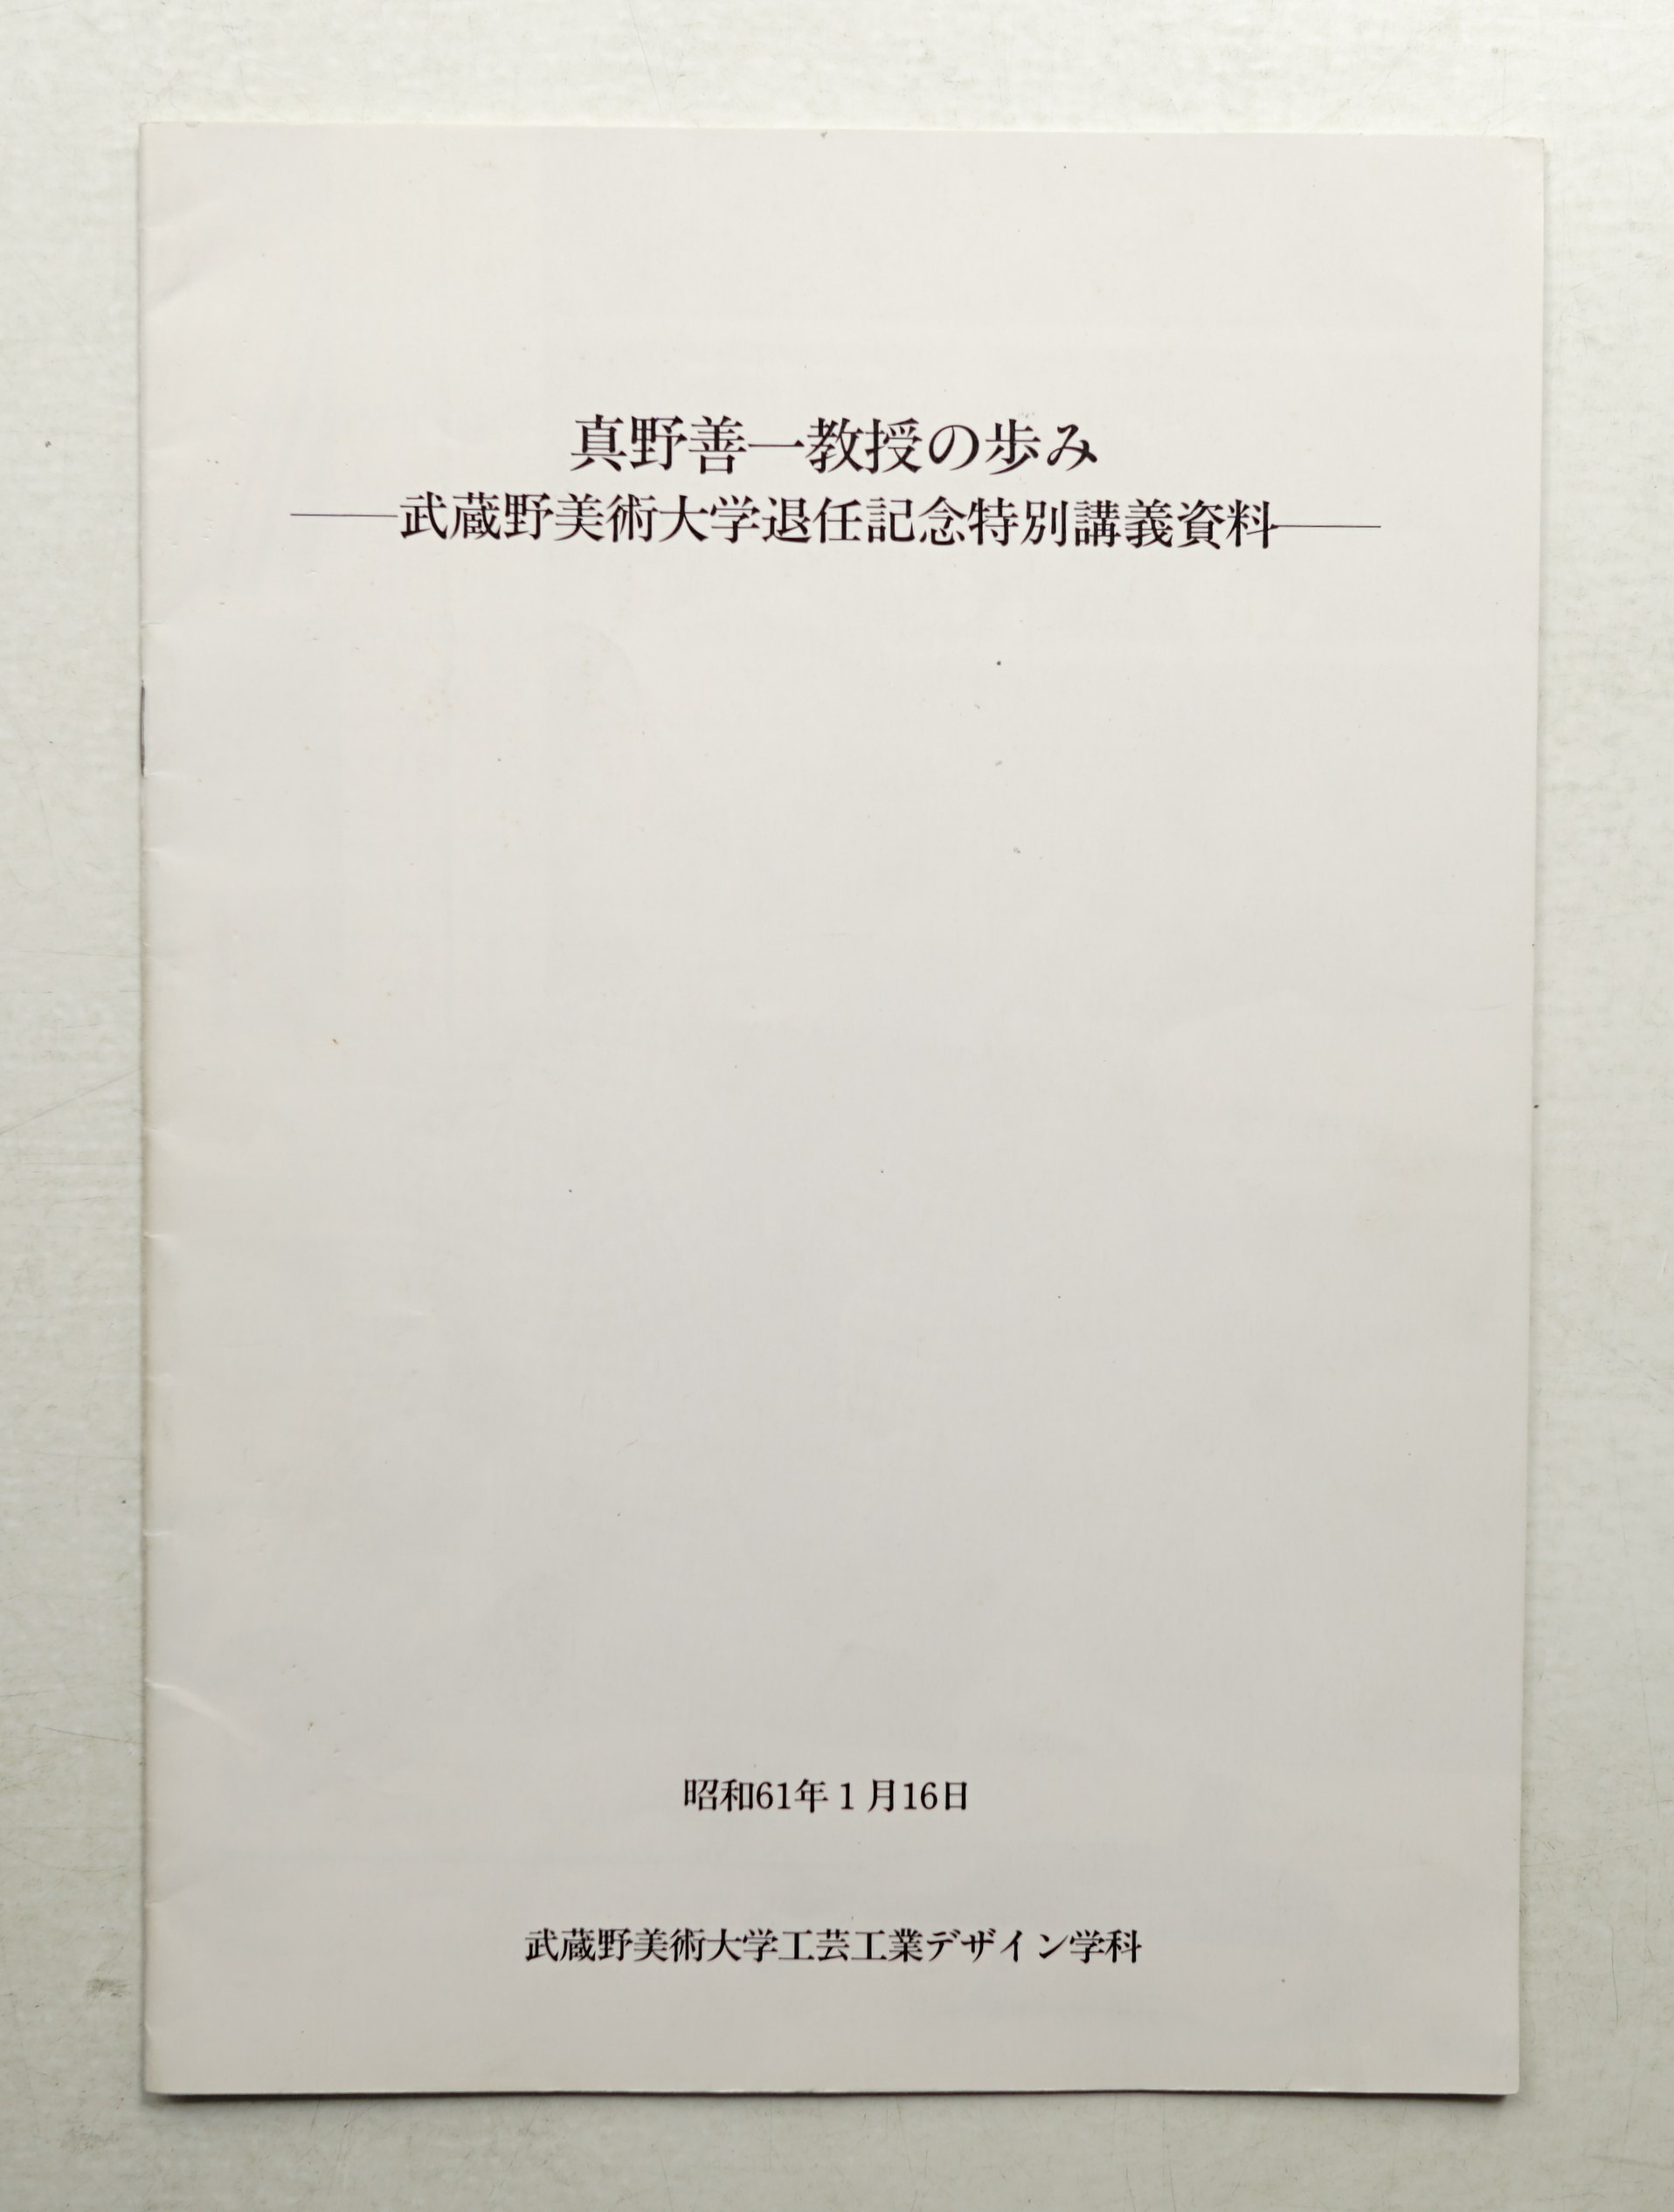 真野善一教授の歩み
——武蔵野美術大学退任記念特別講義資料——
昭和61年1月16日
武蔵野美術大学工芸工業デザイン学科